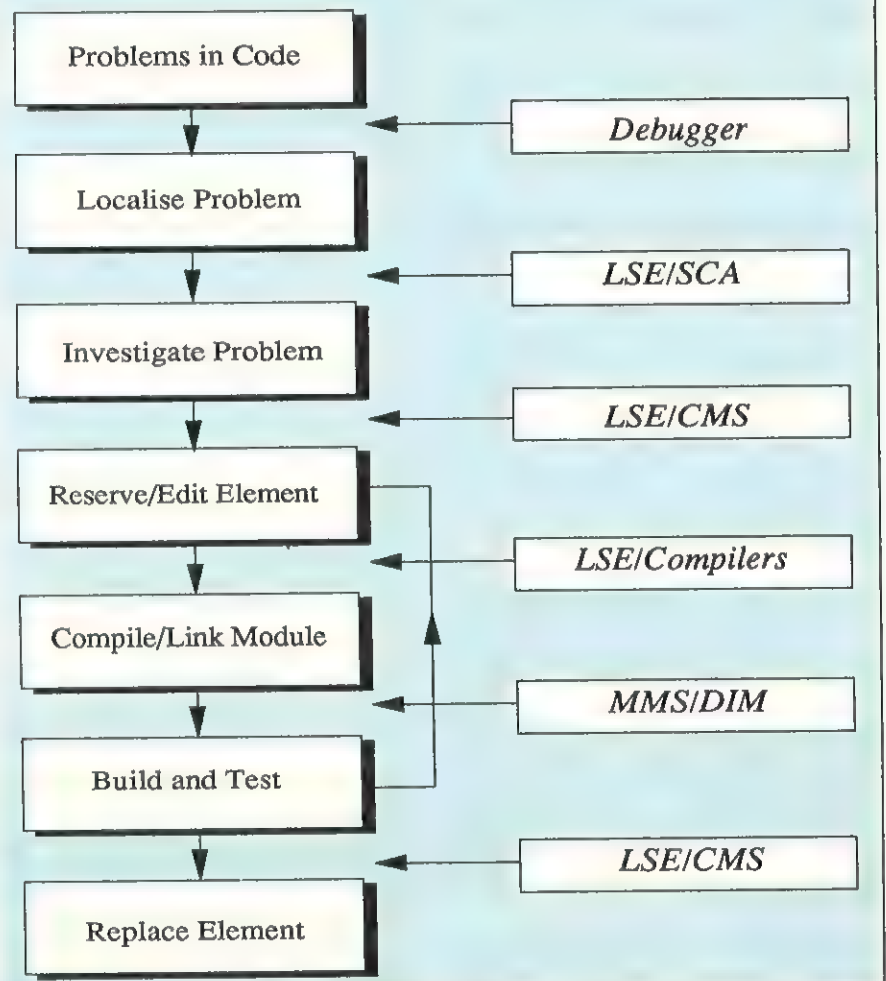 Problems in Code
Debugger
Localise Problem
LSE/SCA
Investigate Problem
LSE/CMS
Reserve/Edit Element
LSE/Compilers
Compile/Link Module
MMS/DIM
Build and Test
LSE/CMS
Replace Element